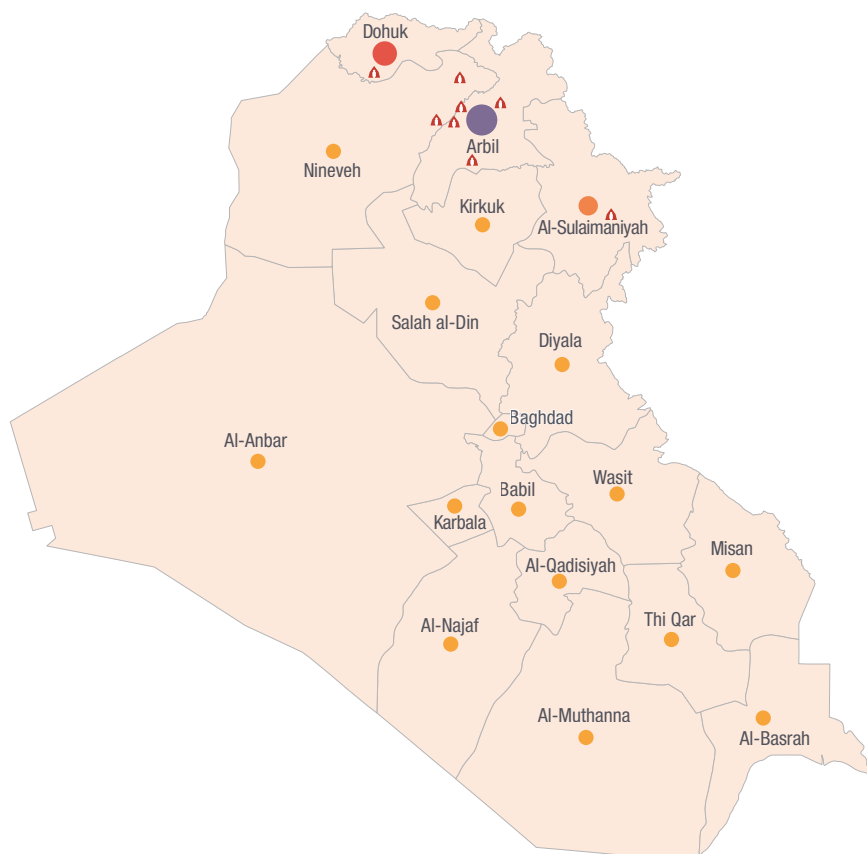 Dohuk
Arbil
Nineveh
Kirkuk
Al-Sulaimaniyah
Salah al-Din
Diyala
Baghdad
Al-Anbar
Wasit
Babil
Karbala
Misan
Al-Qadisiyah
Thi Qar
Al-Najaf
Al-Muthanna
Al-Basrah